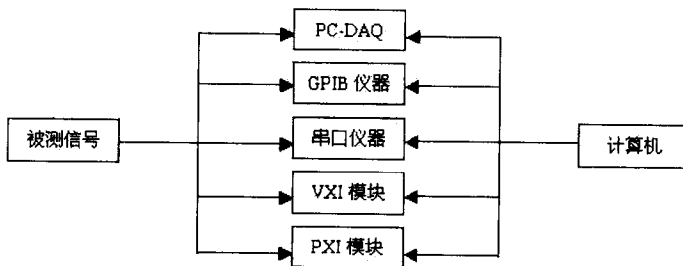 PC-DAQ
GPIB 仪器
被测信号
串口仪器
计算机
VXI 模块
PXI 模块